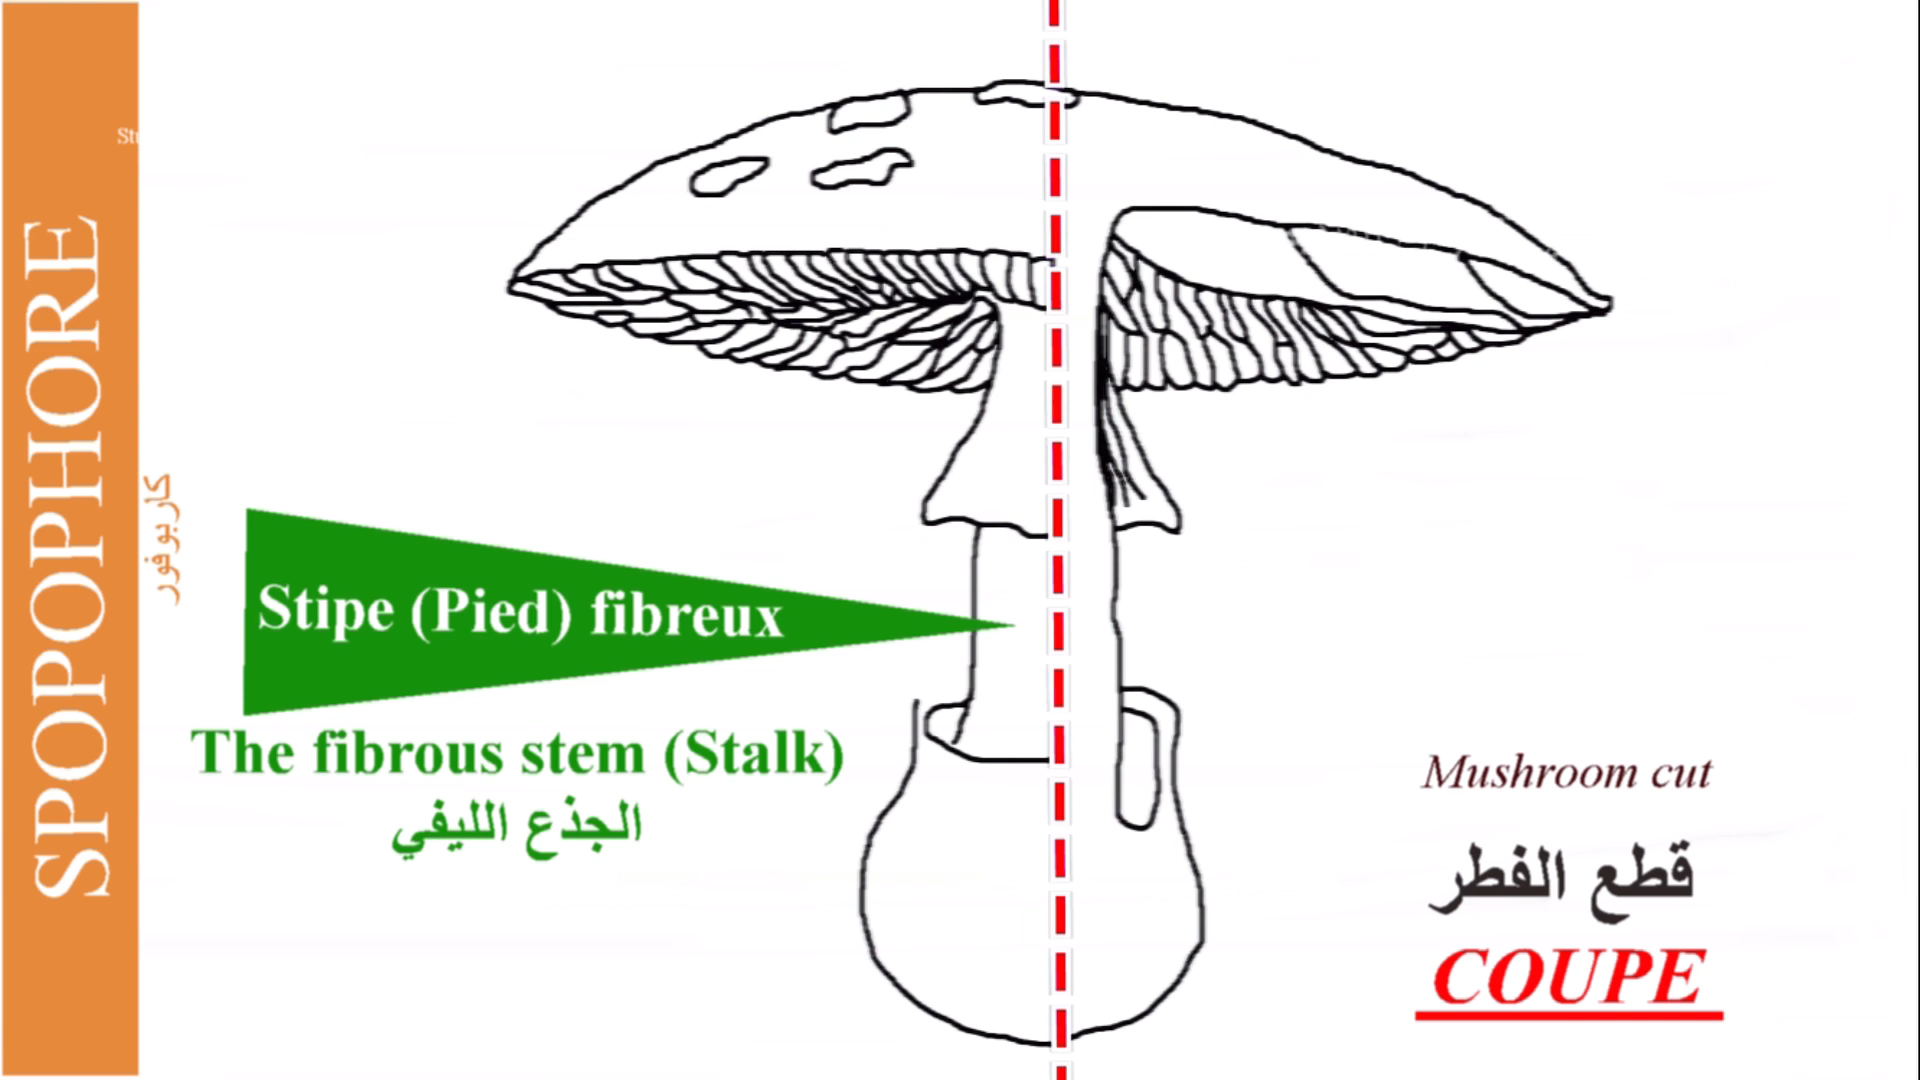 SPOPOPHORE
كاربوفور
Stipe (Pied) fibreux
The fibrous stem (Stalk)
الجذع الليفي
Mushroom cut
قطع الفطر
COUPE